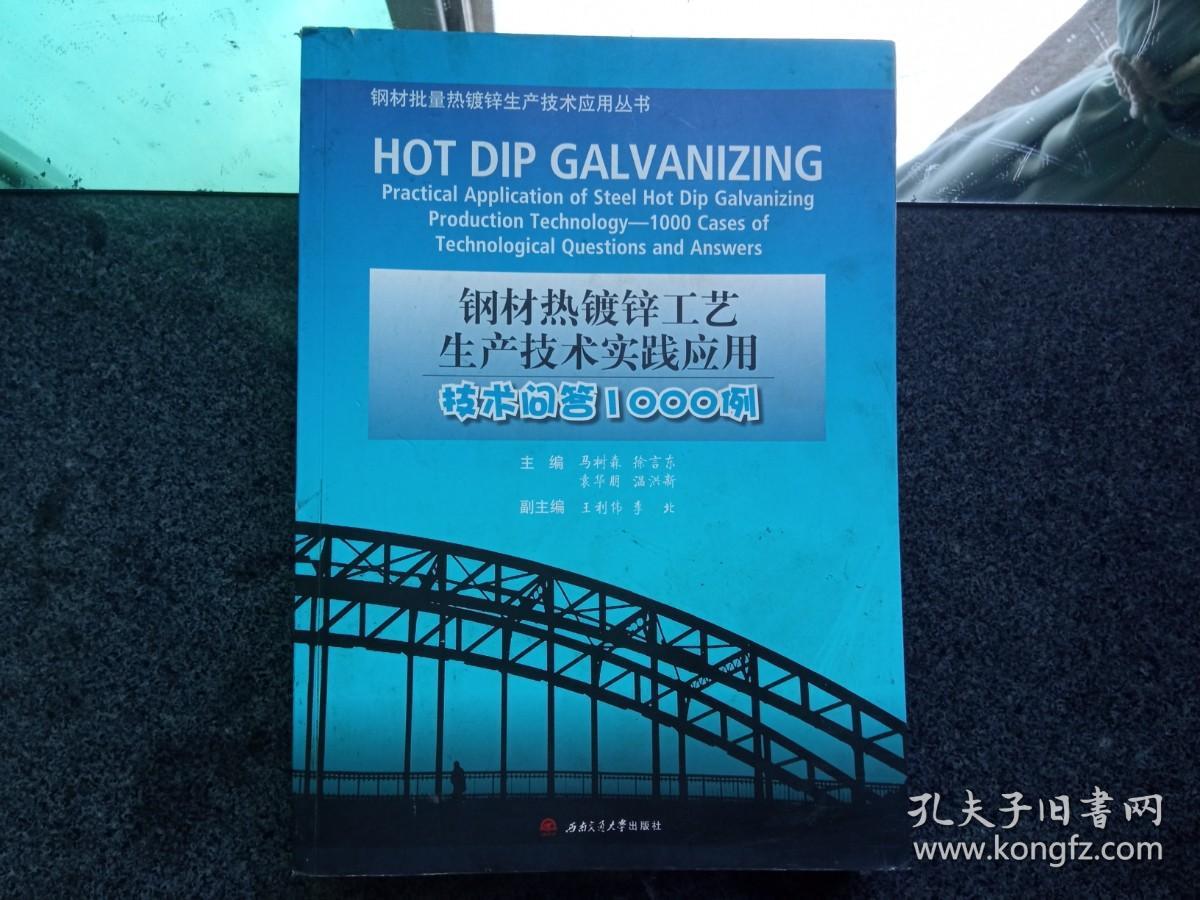 钢材批量热镀锌生产技术应用丛书
HOT DIP GALVANIZING
Practical Application of Steel Hot Dip Galvanizing
Production Technology—1000 Cases of
Technological Questions and Answers
钢材热镀锌工艺
生产技术实践应用
技术问答1000例
主 编 马树森 徐言东
袁华朋 温洪新
副主编 王利伟 李 北
西南交通大学出版社
孔夫子旧書网
www.kongfz.com